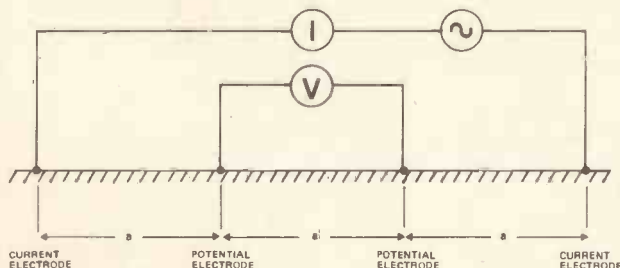 I
V
a
a
a
CURRENT
ELECTRODE
POTENTIAL
ELECTRODE
POTENTIAL
ELECTRODE
CURRENT
ELECTRODE